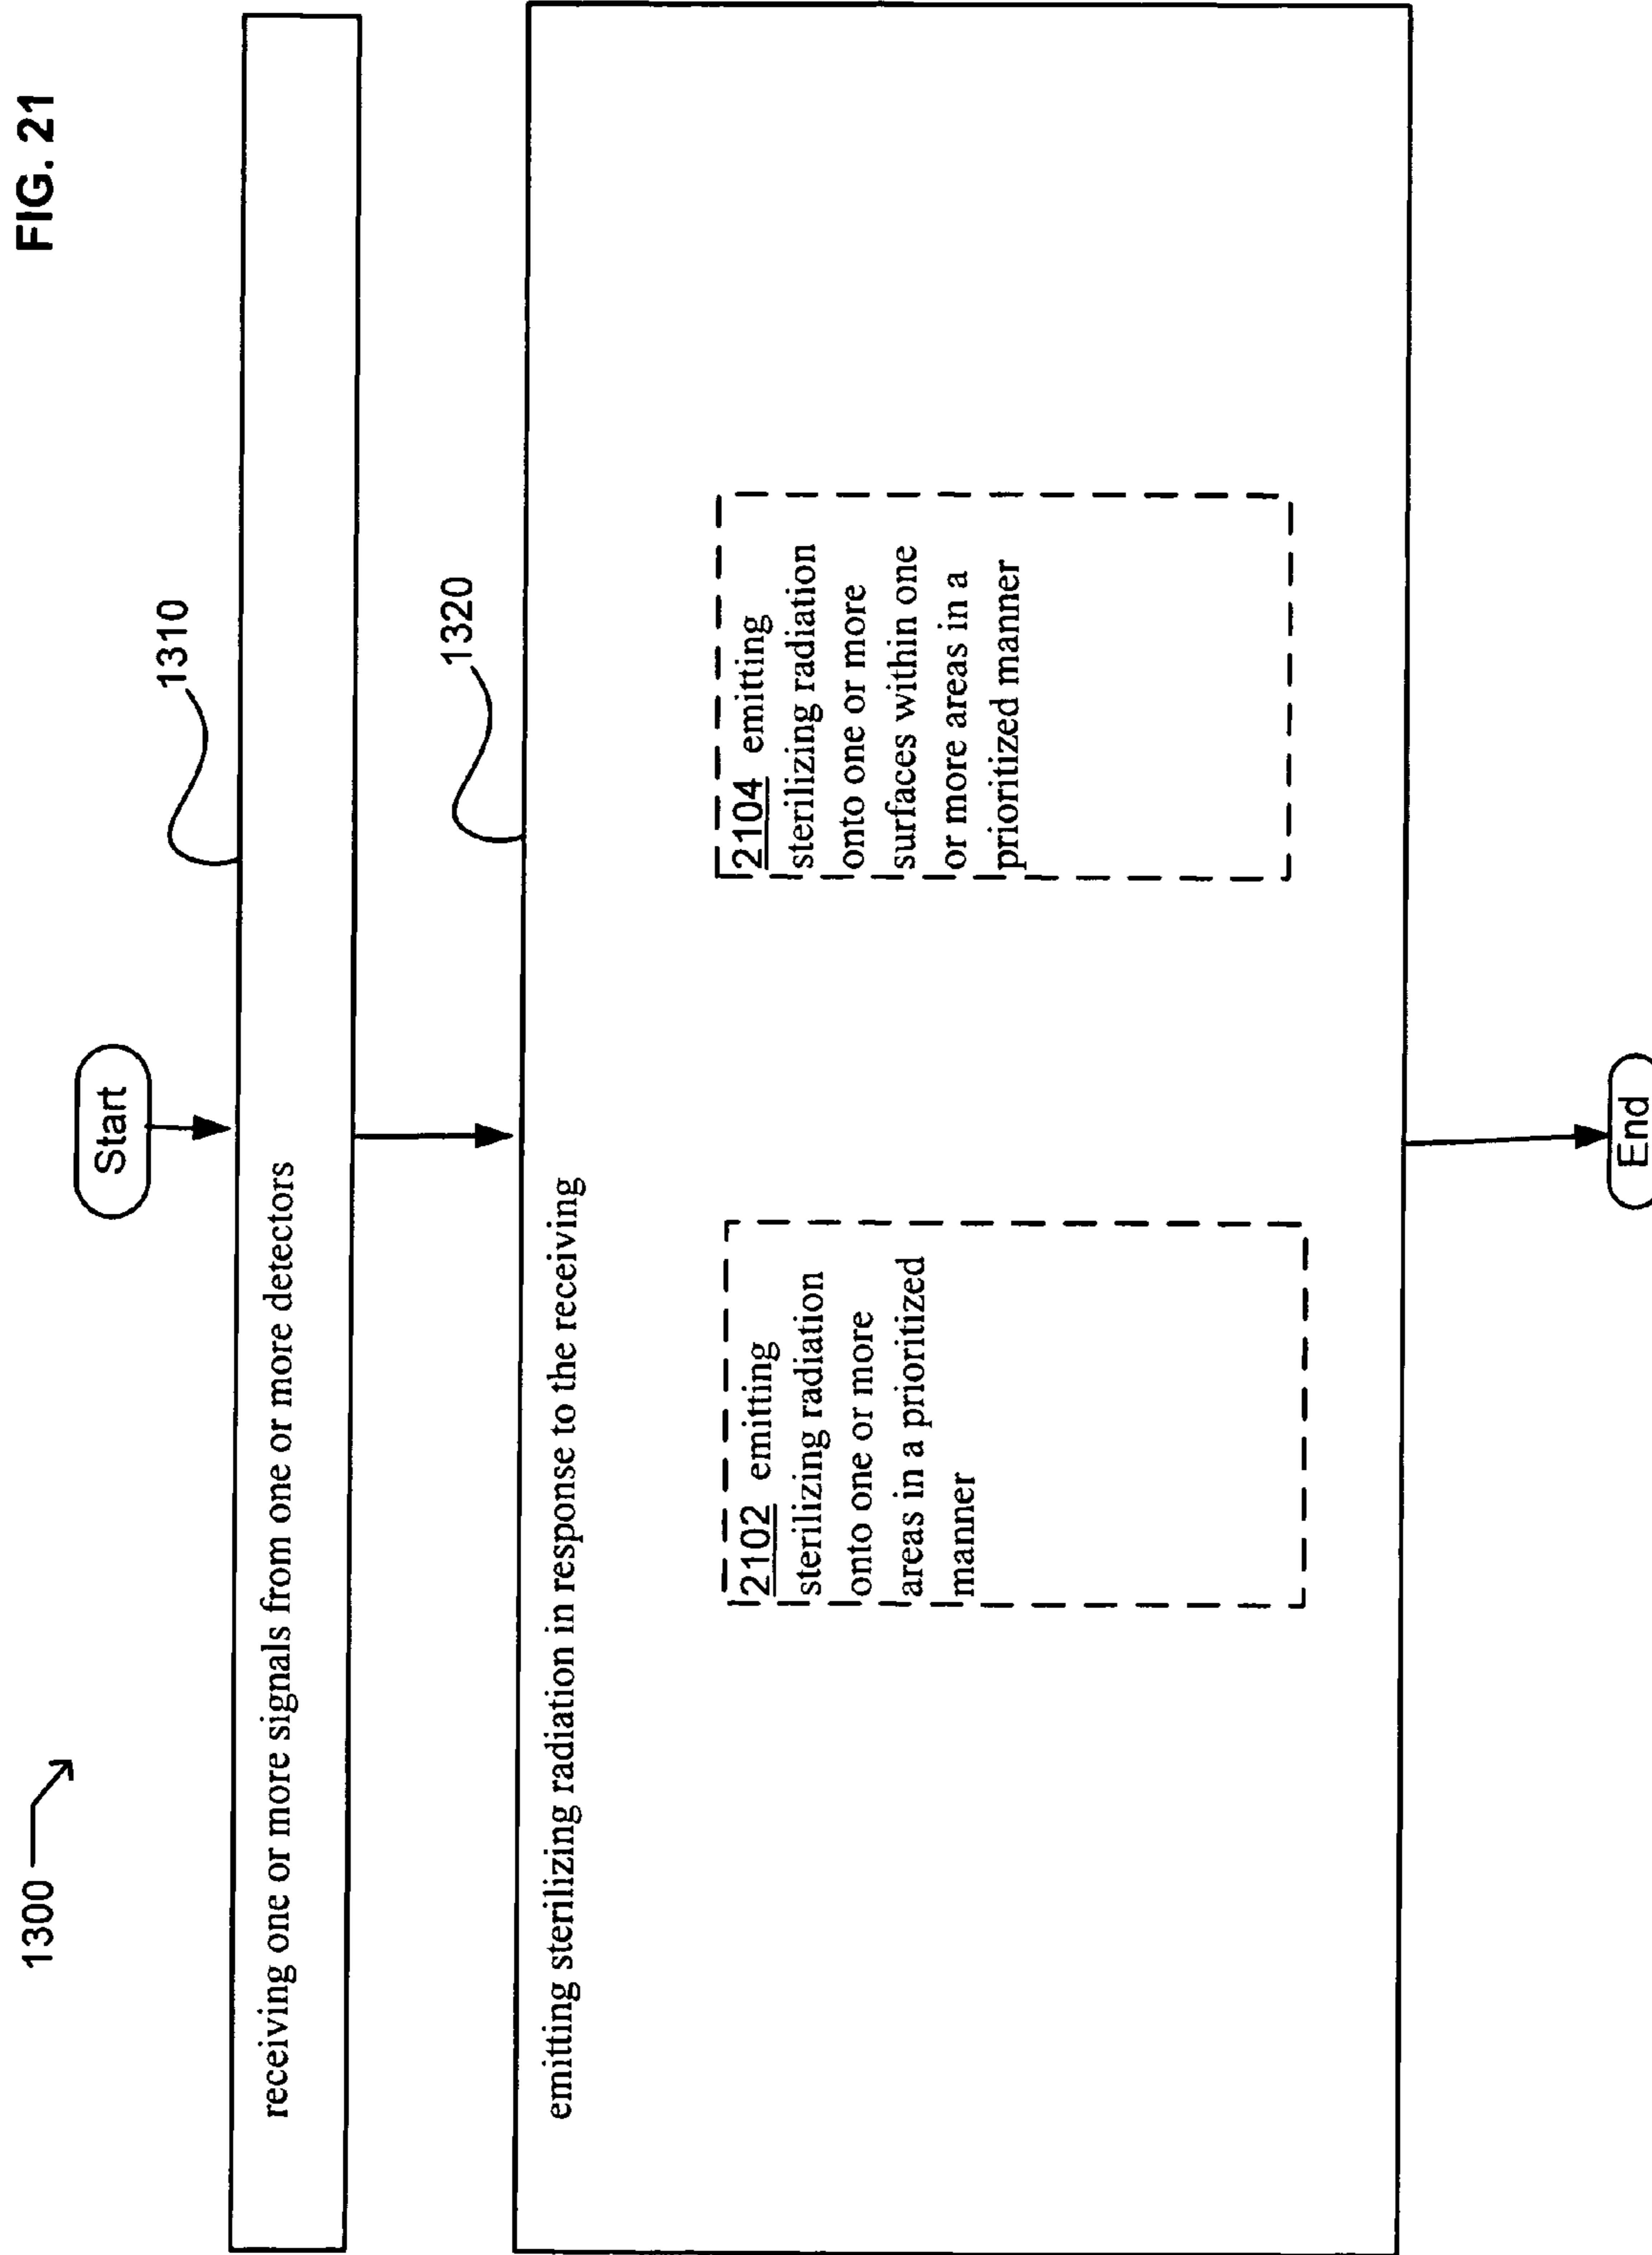 FIG. 21
1300
Start
1310
receiving one or more signals from one or more detectors
1320
emitting sterilizing radiation in response to the receiving
2102 emitting
sterilizing radiation
onto one or more
areas in a prioritized
manner
2104 emitting
sterilizing radiation
onto one or more
surfaces within one
or more areas in a
prioritized manner
End